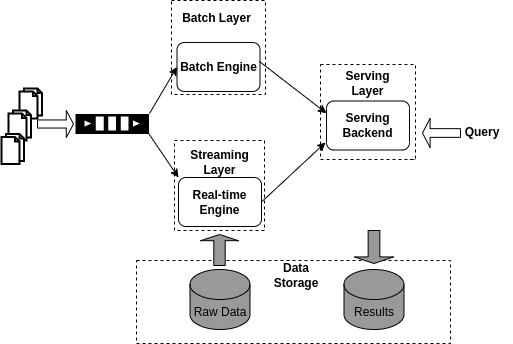 Batch Layer
Batch Engine
Serving
Layer
Serving
Backend
Query
Streaming
Layer
Real-time
Engine
Data
Storage
Raw Data
Results